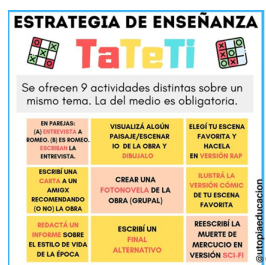 ESTRATEGIA DE ENSEÑANZA
TaTeTi
Se ofrecen 9 actividades distintas sobre un
mismo tema. La del medio es obligatoria.
EN PAREJAS:
(A) ENTREVISTA A
ROMEO. (B) ES ROMEO.
ESCRIBAN LA
ENTREVISTA.
VISUALIZÁ ALGÚN
PAISAJE/ESCENAR
IO DE LA OBRA Y
DIBUJALO
ELEGÍ TU ESCENA
FAVORITA Y
HACELA
EN VERSIÓN RAP
ESCRIBÍ UNA
CARTA A UN
AMIGX
RECOMENDANDO
(O NO) LA OBRA
CREAR UNA
FOTONOVELA DE LA
OBRA (GRUPAL)
ILUSTRÁ LA
VERSIÓN CÓMIC
DE TU ESCENA
FAVORITA
REDACTÁ UN
INFORME SOBRE
EL ESTILO DE VIDA
DE LA ÉPOCA
ESCRIBÍ UN
FINAL
ALTERNATIVO
REESCRIBÍ LA
MUERTE DE
MERCUCIO EN
VERSIÓN SCI-FI
@utopiaeducacion